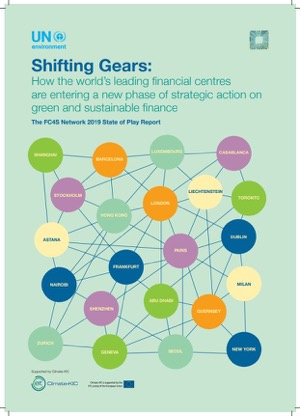 UN
environment
Shifting Gears:
How the world's leading financial centres
are entering a new phase of strategic action on
green and sustainable finance
The FC4S Network 2019 State of Play Report
LUXEMBOURG
CASABLANCA
BARCELONA
STOCKHOLM
LIECHTENSTEIN
TORONTO
LONDON
HONG KONG
ASTANA
DUBLIN
PARIS
FRANKFURT
NAIROBI
MILAN
ABU DHABI
SHENZHEN
GUERNSEY
ZURICH
GENEVA
SEOUL
NEW YORK
Supported by Climate-KIC
Climate-KIC